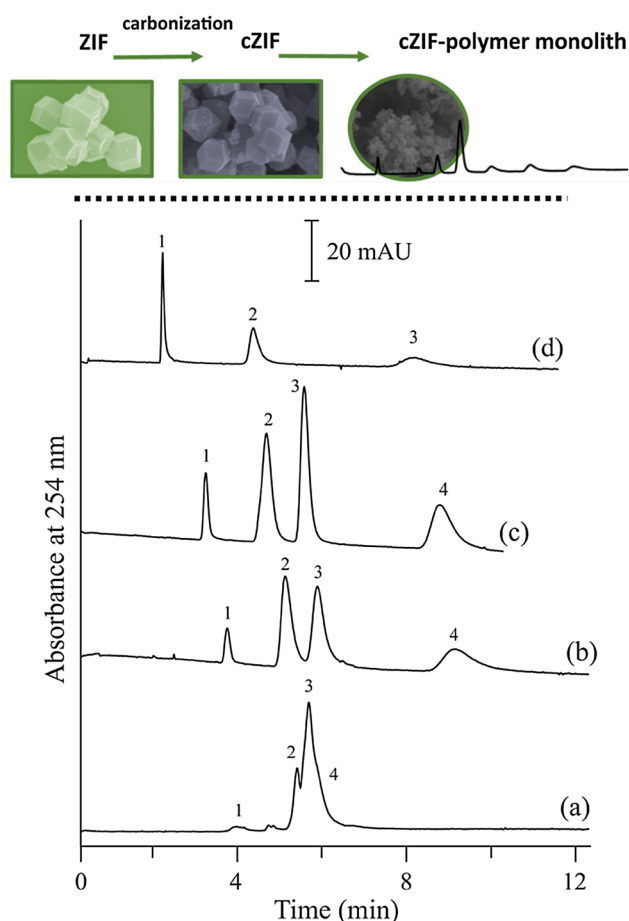 carbonization
ZIF cZIF cZIF-polymer monolith
20 mAU
1 2 3 (d)
1 2 3 4 (c)
1 2 3 4 (b)
1 2 3 4 (a)
Absorbance at 254 nm
0 4 6 8 12
Time (min)